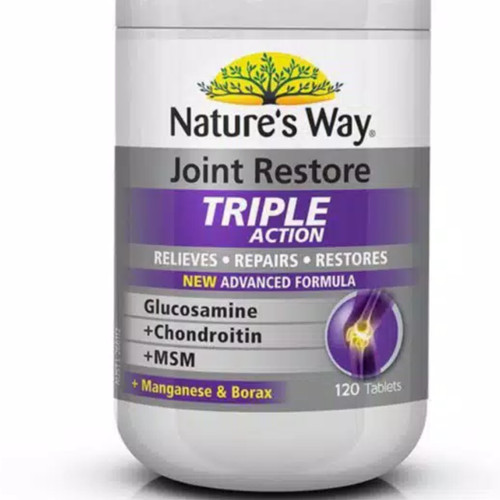 Nature's Way®
Joint Restore
TRIPLE
ACTION
RELIEVES • REPAIRS • RESTORES
NEW ADVANCED FORMULA
Glucosamine
+Chondroitin
+MSM
+ Manganese & Borax
120 Tablets